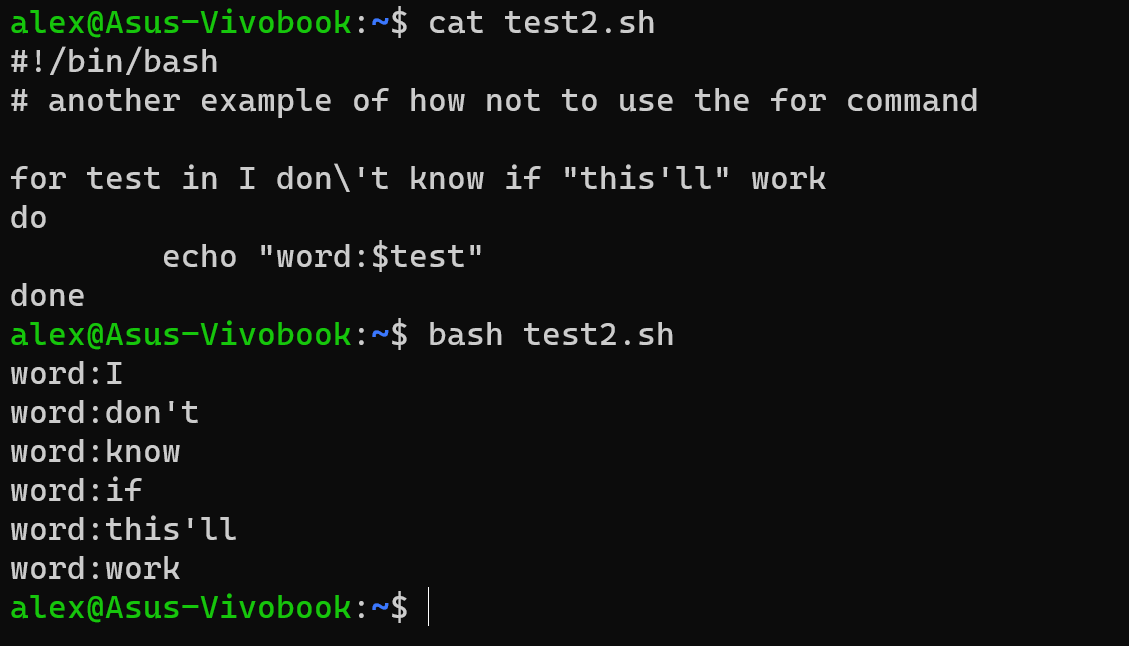 alex@Asus-Vivobook:~$ cat test2.sh
#!/bin/bash
# another example of how not to use the for command

for test in I don\'t know if "this'll" work
do
        echo "word:$test"
done
alex@Asus-Vivobook:~$ bash test2.sh
word:I
word:don't
word:know
word:if
word:this'll
word:work
alex@Asus-Vivobook:~$